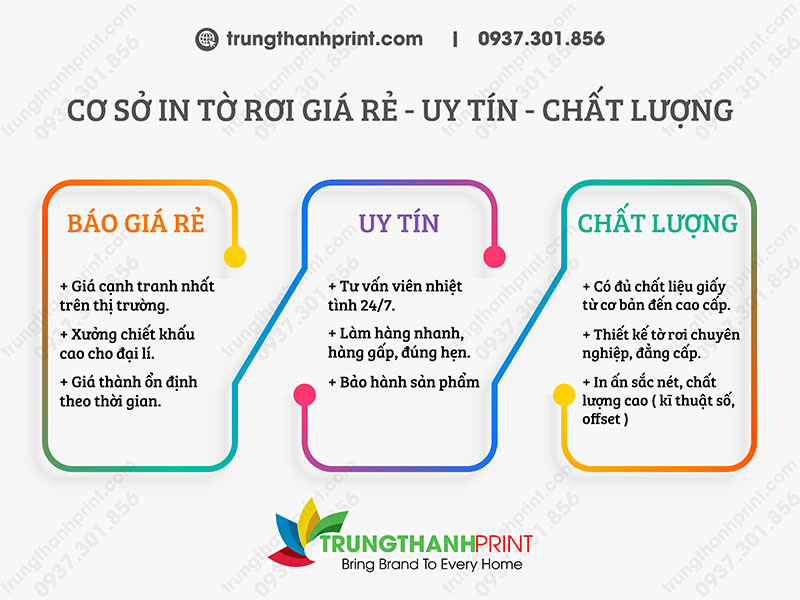 trungthanhprint.com | 0937.301.856
CƠ SỞ IN TỜ RƠI GIÁ RẺ - UY TÍN - CHẤT LƯỢNG
BÁO GIÁ RẺ
+ Giá cạnh tranh nhất
trên thị trường.
+ Xưởng chiết khấu
cao cho đại lí.
+ Giá thành ổn định
theo thời gian.
UY TÍN
+ Tư vấn viên nhiệt
tình 24/7.
+ Làm hàng nhanh,
hàng gấp, đúng hẹn.
+ Bảo hành sản phẩm
CHẤT LƯỢNG
+ Có đủ chất liệu giấy
từ cơ bản đến cao cấp.
+ Thiết kế tờ rơi chuyên
nghiệp, đẳng cấp.
+ In ấn sắc nét, chất
lượng cao ( kĩ thuật số,
offset )
TRUNGTHANHPRINT
Bring Brand To Every Home